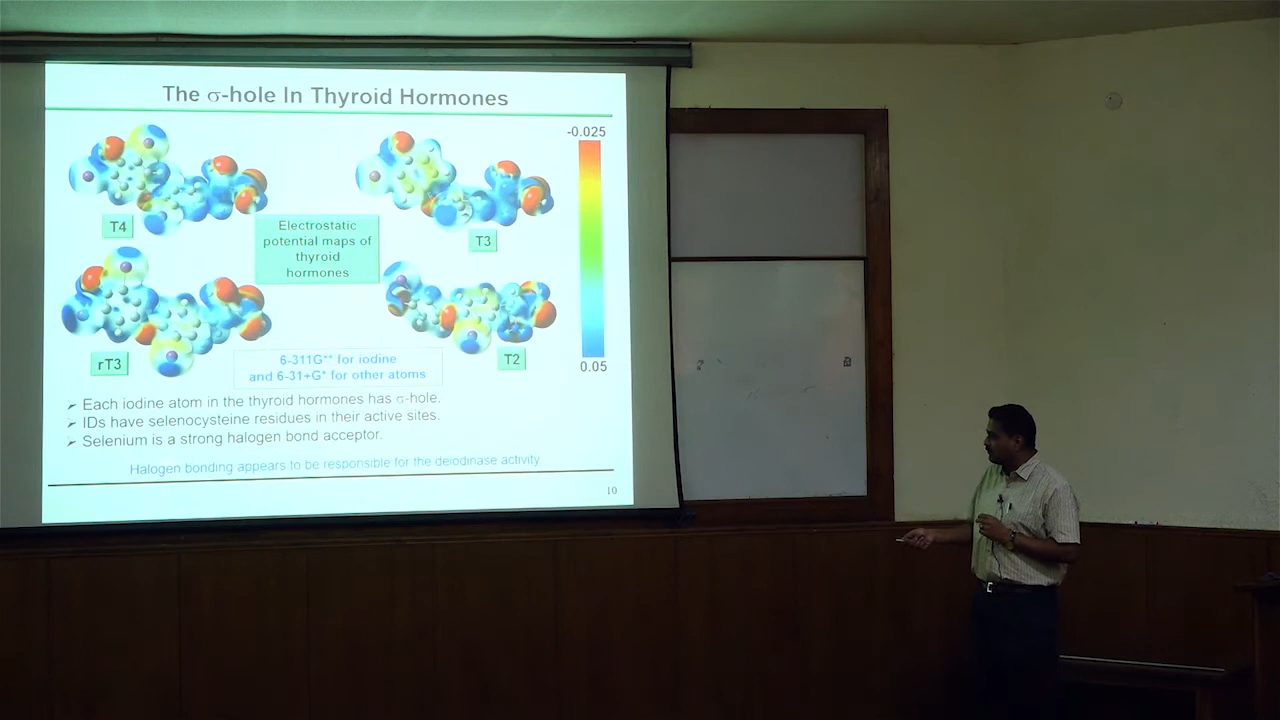 The σ-hole In Thyroid Hormones
-0.025
T4
Electrostatic
potential maps of
thyroid
hormones
T3
rT3
6-311G** for iodine
and 6-31+G* for other atoms
T2
0.05
➢ Each iodine atom in the thyroid hormones has σ-hole.
➢ IDs have selenocysteine residues in their active sites.
➢ Selenium is a strong halogen bond acceptor.
Halogen bonding appears to be responsible for the deiodinase activity
10